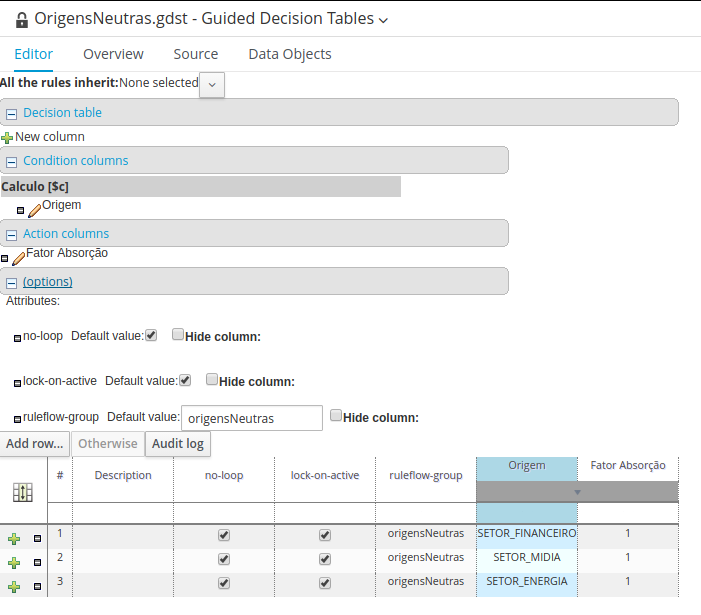 OrigensNeutras.gdst - Guided Decision Tables
Editor Overview Source Data Objects
All the rules inherit:None selected
Decision table
New column
Condition columns
Calculo [$c]
Origem
Action columns
Fator Absorção
(options)
Attributes:
no-loop Default value: Hide column:
lock-on-active Default value: Hide column:
ruleflow-group Default value: origensNeutras Hide column:
Add row... Otherwise Audit log
# Description no-loop lock-on-active ruleflow-group Origem Fator Absorção
1 origensNeutras SETOR_FINANCEIRO 1
2 origensNeutras SETOR_MIDIA 1
3 origensNeutras SETOR_ENERGIA 1